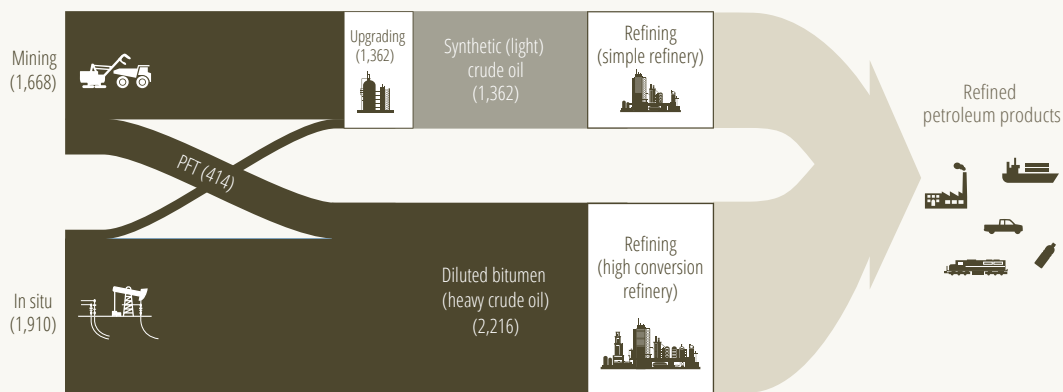 Mining
(1,668)
Upgrading
(1,362)
Synthetic (light)
crude oil
(1,362)
Refining
(simple refinery)
Refined
petroleum products
PFT (414)
In situ
(1,910)
Diluted bitumen
(heavy crude oil)
(2,216)
Refining
(high conversion
refinery)